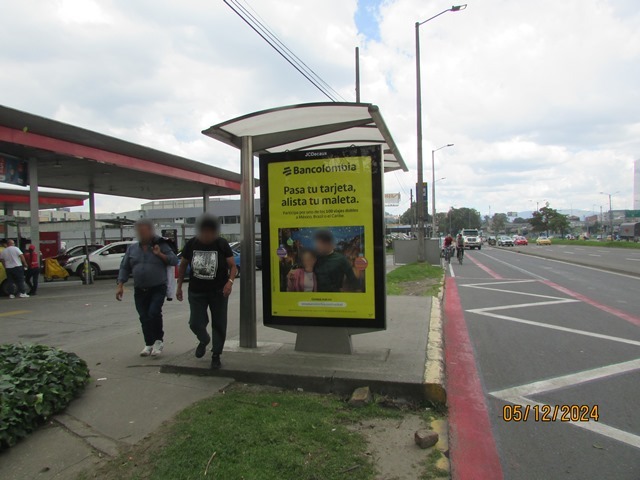 JCDecaux
Bancolombia
Pasa tu tarjeta,
alista tu maleta.
05/12/2024